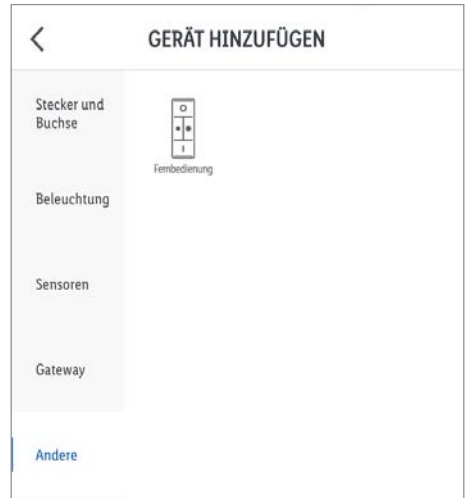 GERÄT HINZUFÜGEN
Stecker und
Buchse
Fernbedienung
Beleuchtung
Sensoren
Gateway
Andere